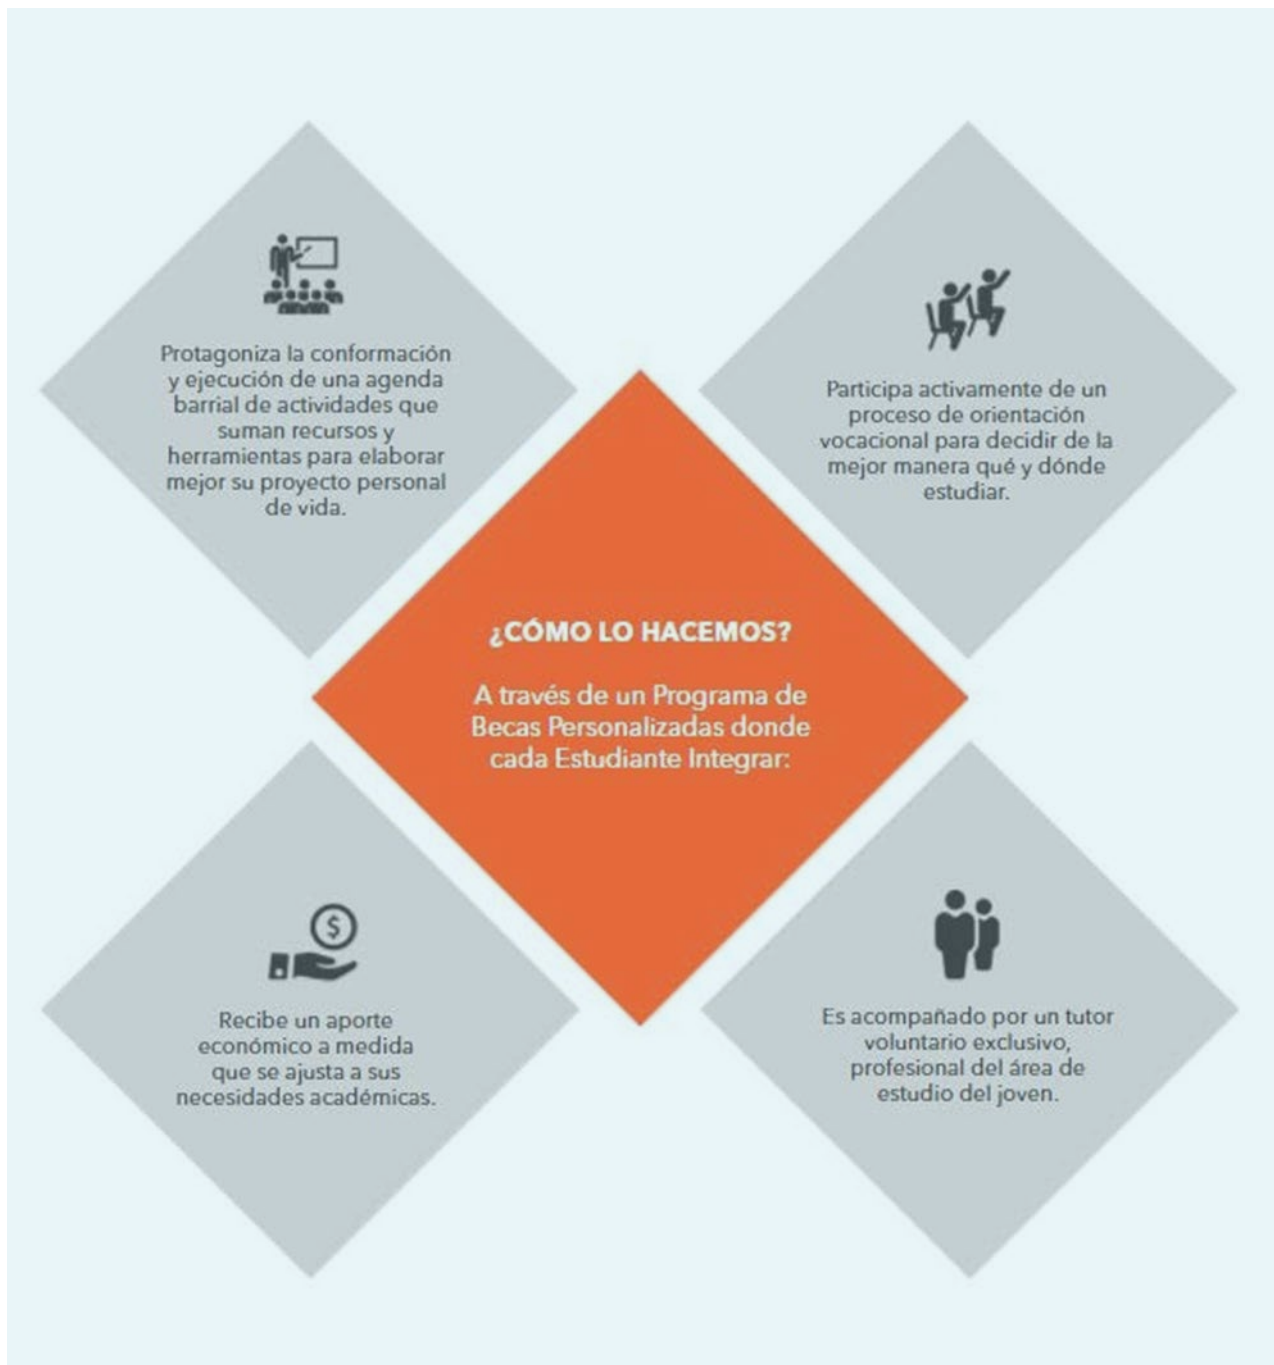 Protagoniza la conformación
y ejecución de una agenda
barrial de actividades que
suman recursos y
herramientas para elaborar
mejor su proyecto personal
de vida.
Participa activamente de un
proceso de orientación
vocacional para decidir de la
mejor manera qué y dónde
estudiar.
¿CÓMO LO HACEMOS?
A través de un Programa de
Becas Personalizadas donde
cada Estudiante Integrar:
$
Recibe un aporte
económico a medida
que se ajusta a sus
necesidades académicas.
Es acompañado por un tutor
voluntario exclusivo,
profesional del área de
estudio del joven.